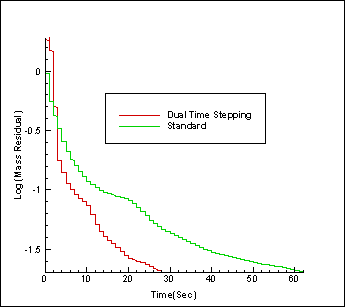 0
-0.5
-1
-1.5
Log(Mass Residual)
Dual Time Stepping
Standard
0 10 20 30 40 50 60
Time(Sec)